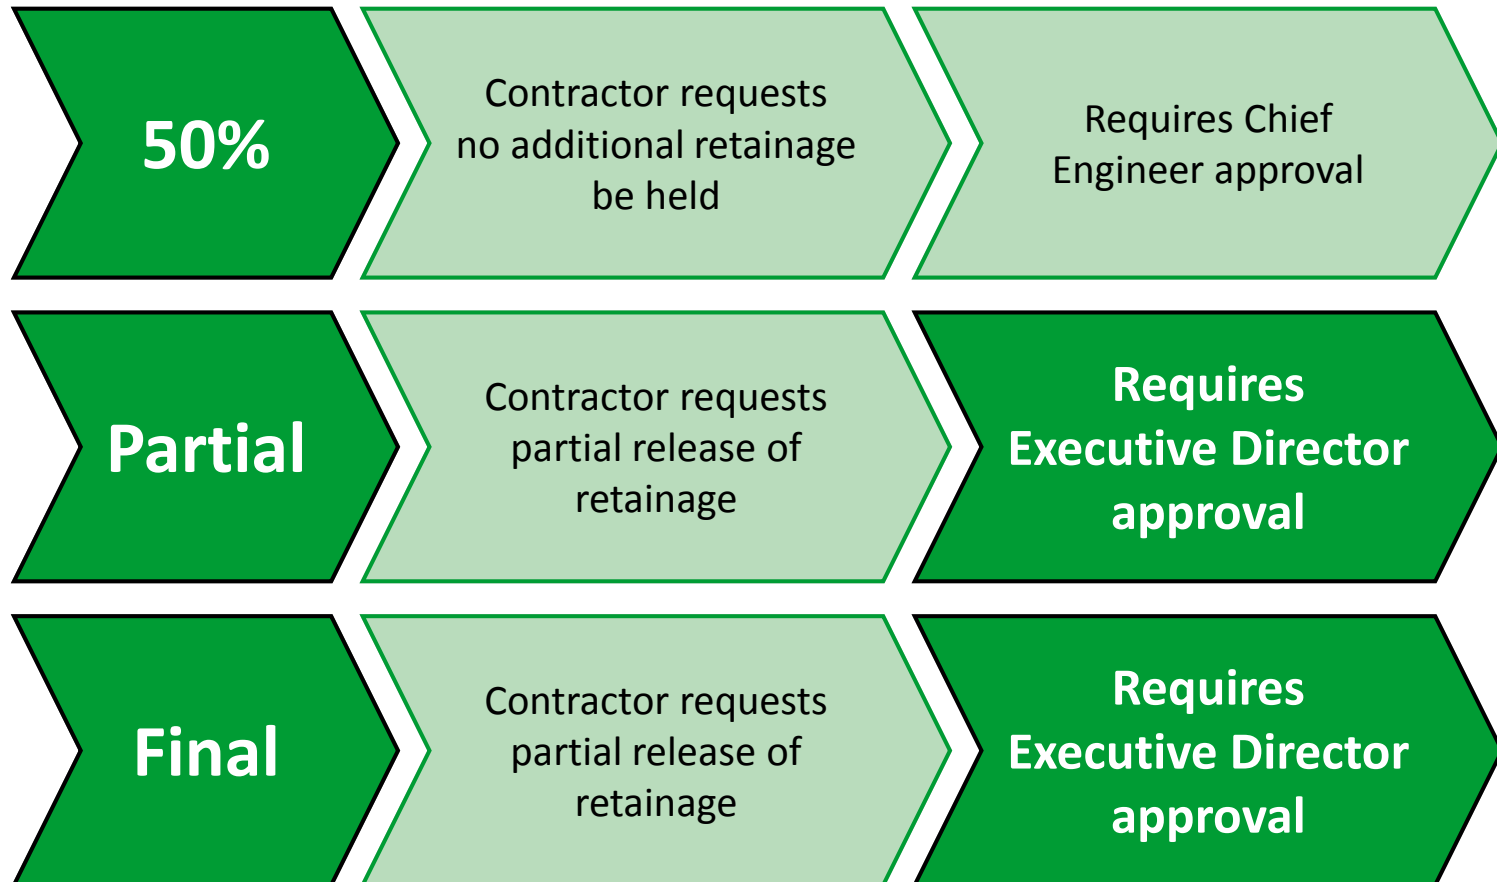 50%
Contractor requests
no additional retainage
be held
Requires Chief
Engineer approval
Partial
Contractor requests
partial release of
retainage
Requires
Executive Director
approval
Final
Contractor requests
partial release of
retainage
Requires
Executive Director
approval